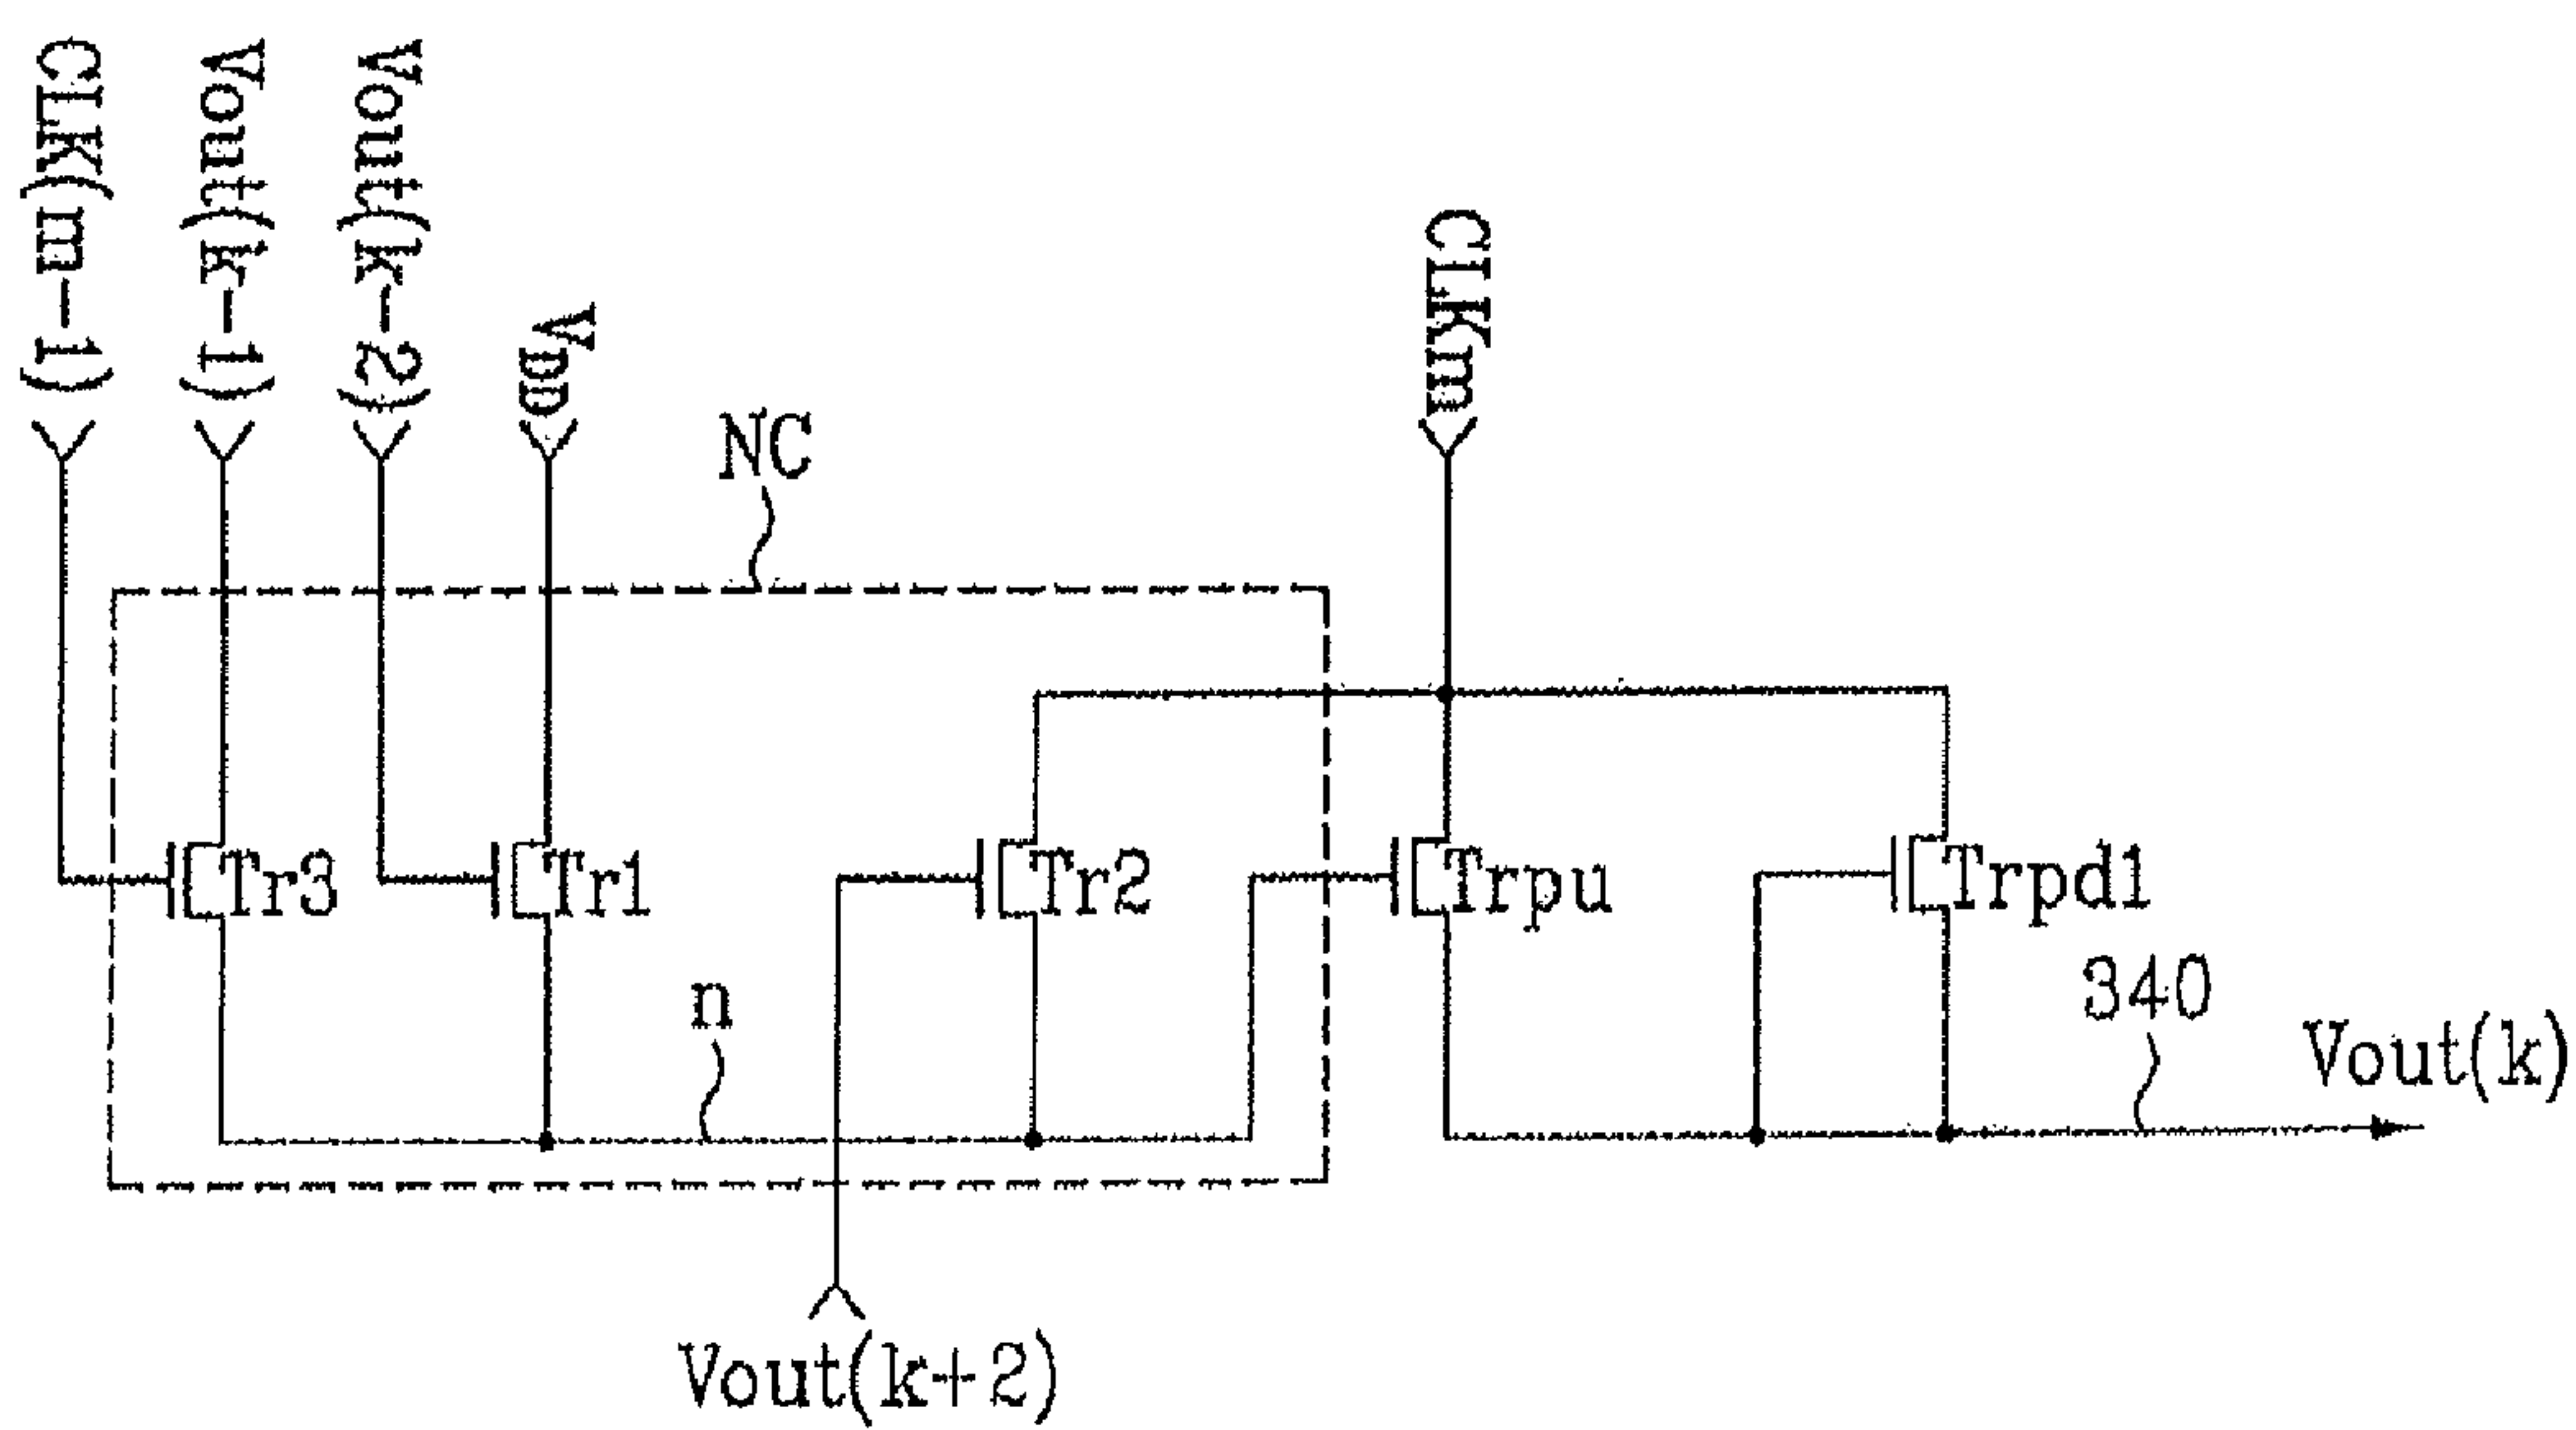 CLK(m-1)
Vout(k-1)
Vout(k-2)
VDD
NC
CLKm
Tr3
Tr1
Tr2
Trpu
Trpd1
n
340
Vout(k)
Vout(k+2)